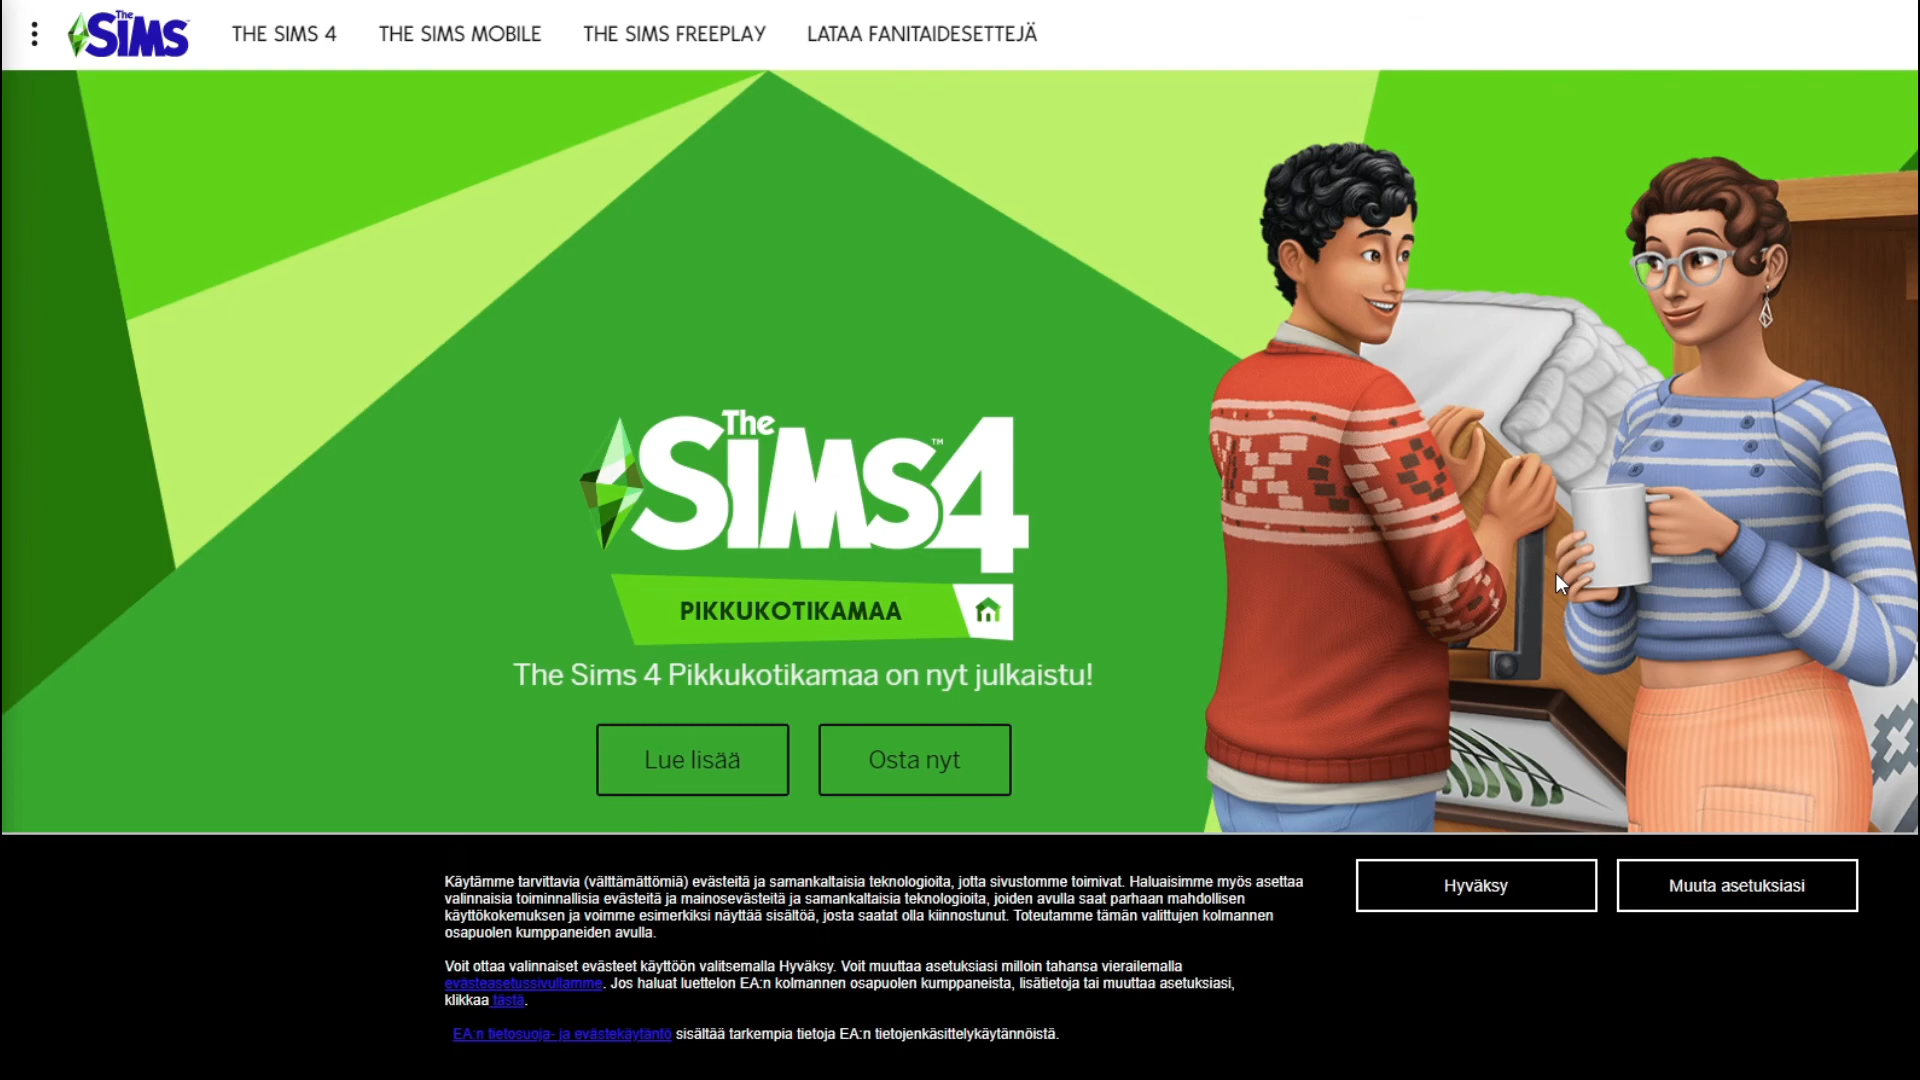 The SIMS
THE SIMS 4
THE SIMS MOBILE
THE SIMS FREEPLAY
LATAA FANITAIDESETTEJÄ
The SIMS 4 ™
PIKKUKOTIKAMAA
The Sims 4 Pikkukotikamaa on nyt julkaistu!
Lue lisää
Osta nyt
Käytämme tarvittavia (välttämättömiä) evästeitä ja samankaltaisia teknologioita, jotta sivustomme toimivat. Haluaisimme myös asettaa
valinnaisia toiminnallisia evästeitä ja mainosevästeitä ja samankaltaisia teknologioita, joiden avulla saat parhaan mahdollisen
käyttökokemuksen ja voimme esimerkiksi näyttää sisältöä, josta saatat olla kiinnostunut. Toteutamme tämän valittujen kolmannen
osapuolen kumppaneiden avulla.
Voit ottaa valinnaiset evästeet käyttöön valitsemalla Hyväksy. Voit muuttaa asetuksiasi milloin tahansa vierailemalla
evästeasetussivullamme. Jos haluat luettelon EA:n kolmannen osapuolen kumppaneista, lisätietoja tai muuttaa asetuksiasi,
klikkaa tästä.
EA:n tietosuoja- ja evästekäytäntö sisältää tarkempia tietoja EA:n tietojenkäsittelykäytännöistä.
Hyväksy
Muuta asetuksiasi